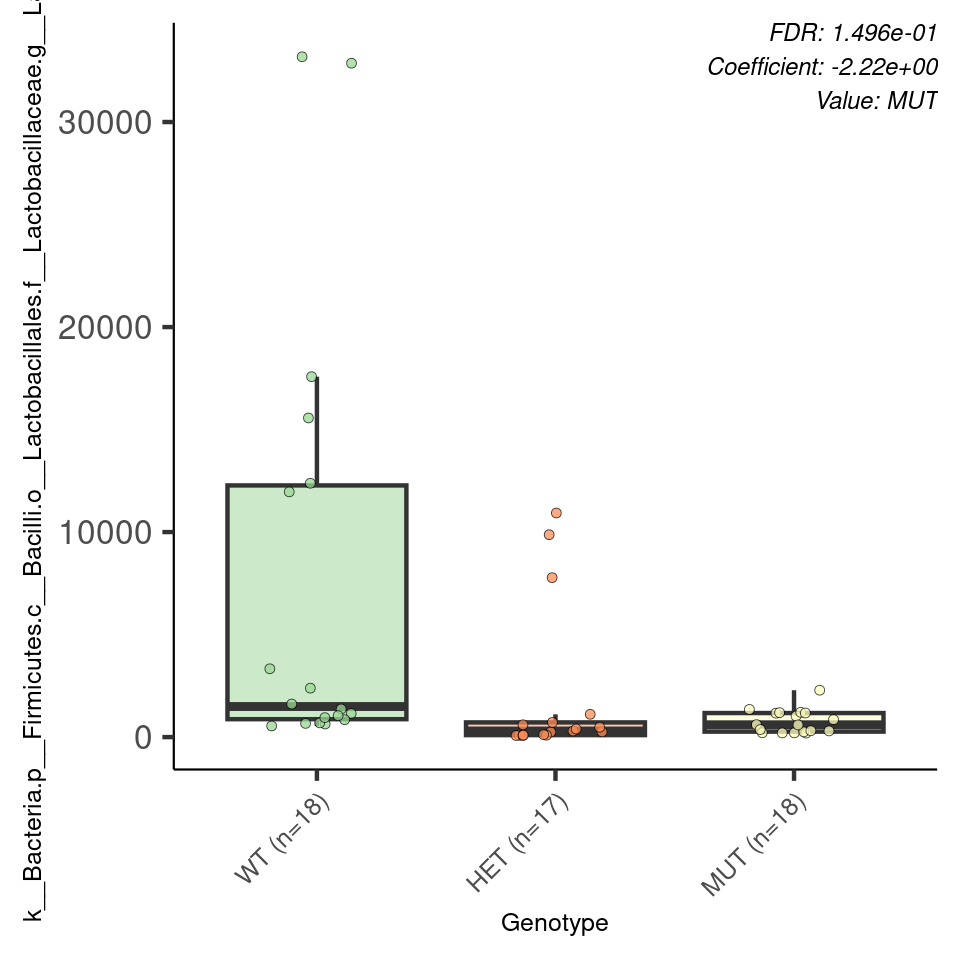 FDR: 1.496e-01
Coefficient: -2.22e+00
Value: MUT
k__Bacteria.p__Firmicutes.c__Bacilli.o__Lactobacillales.f__Lactobacillaceae.g__La
30000
20000
10000
0
WT (n=18)
HET (n=17)
MUT (n=18)
Genotype